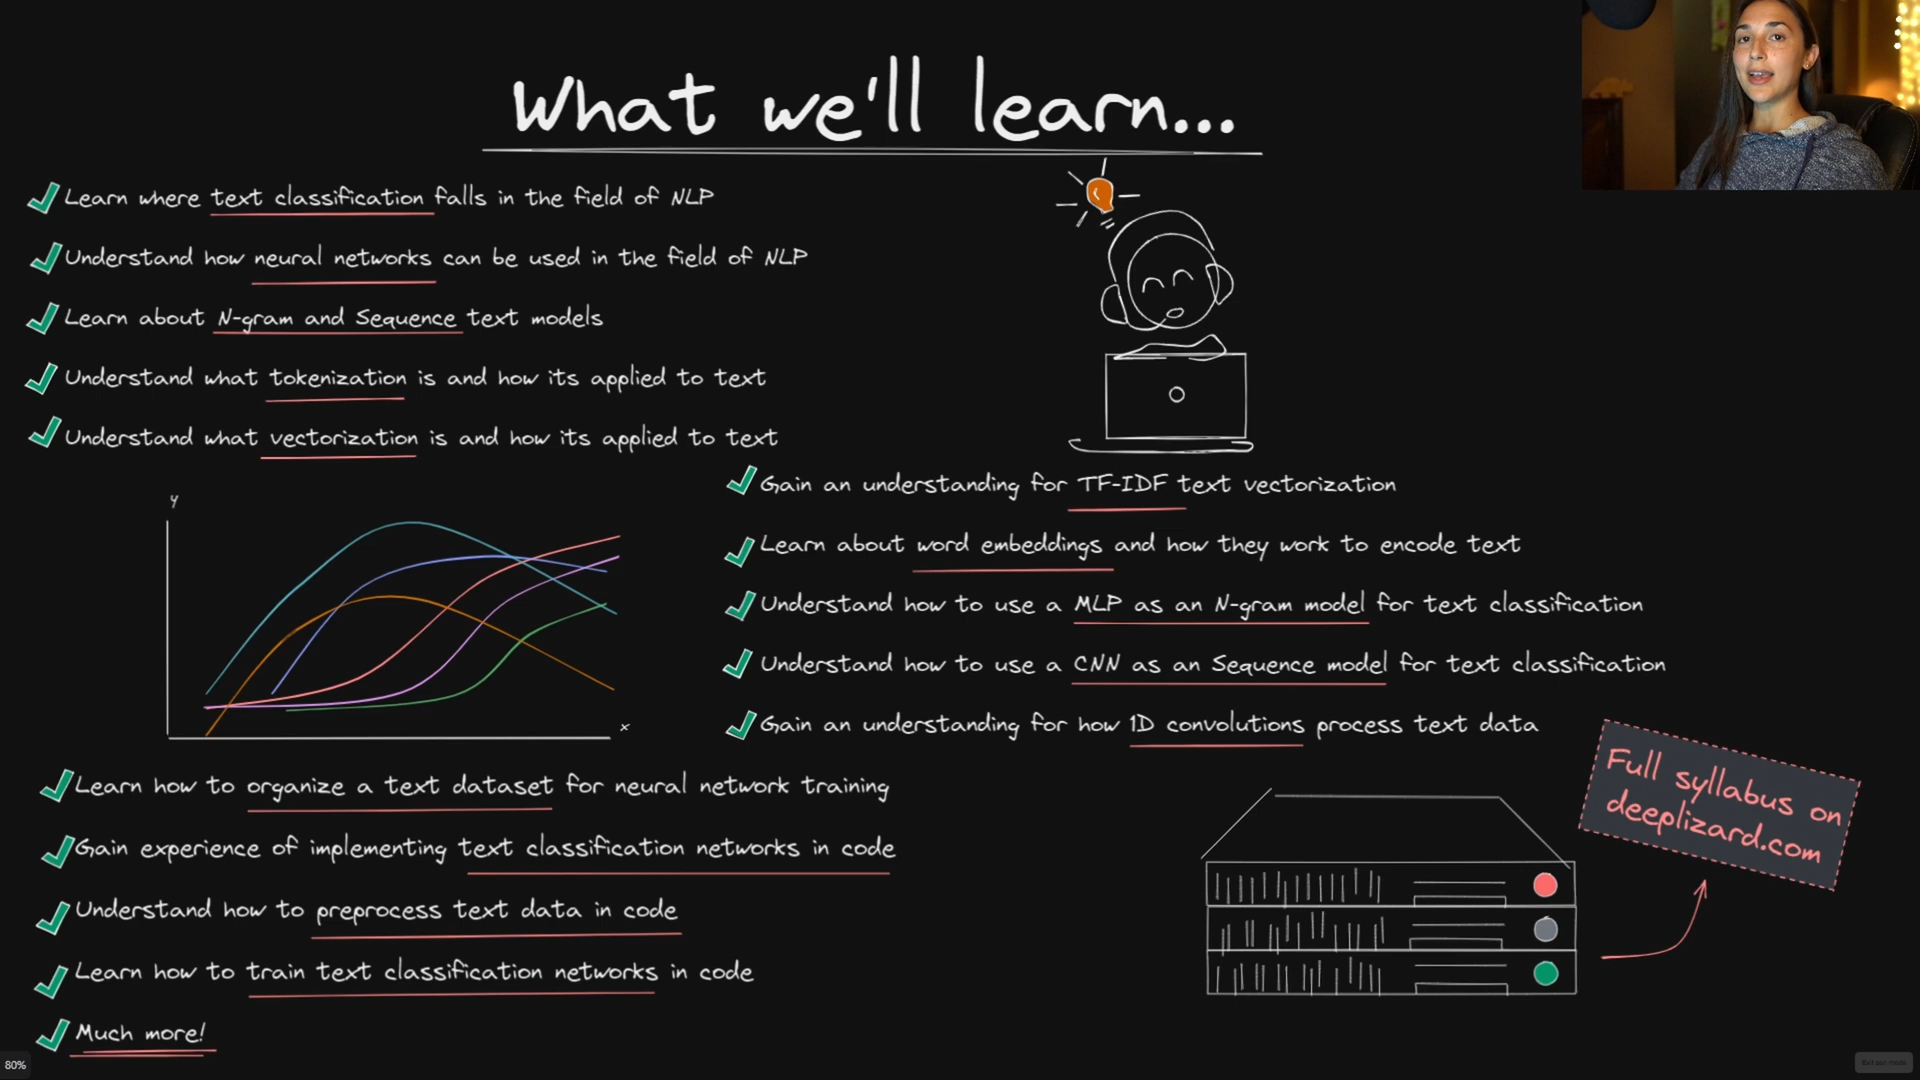 What we'll learn...
Learn where text classification falls in the field of NLP
Understand how neural networks can be used in the field of NLP
Learn about N-gram and Sequence text models
Understand what tokenization is and how its applied to text
Understand what vectorization is and how its applied to text
y
x
Gain an understanding for TF-IDF text vectorization
Learn about word embeddings and how they work to encode text
Understand how to use a MLP as an N-gram model for text classification
Understand how to use a CNN as an Sequence model for text classification
Gain an understanding for how 1D convolutions process text data
Full syllabus on
deeplizard.com
Learn how to organize a text dataset for neural network training
Gain experience of implementing text classification networks in code
Understand how to preprocess text data in code
Learn how to train text classification networks in code
Much more!
80%